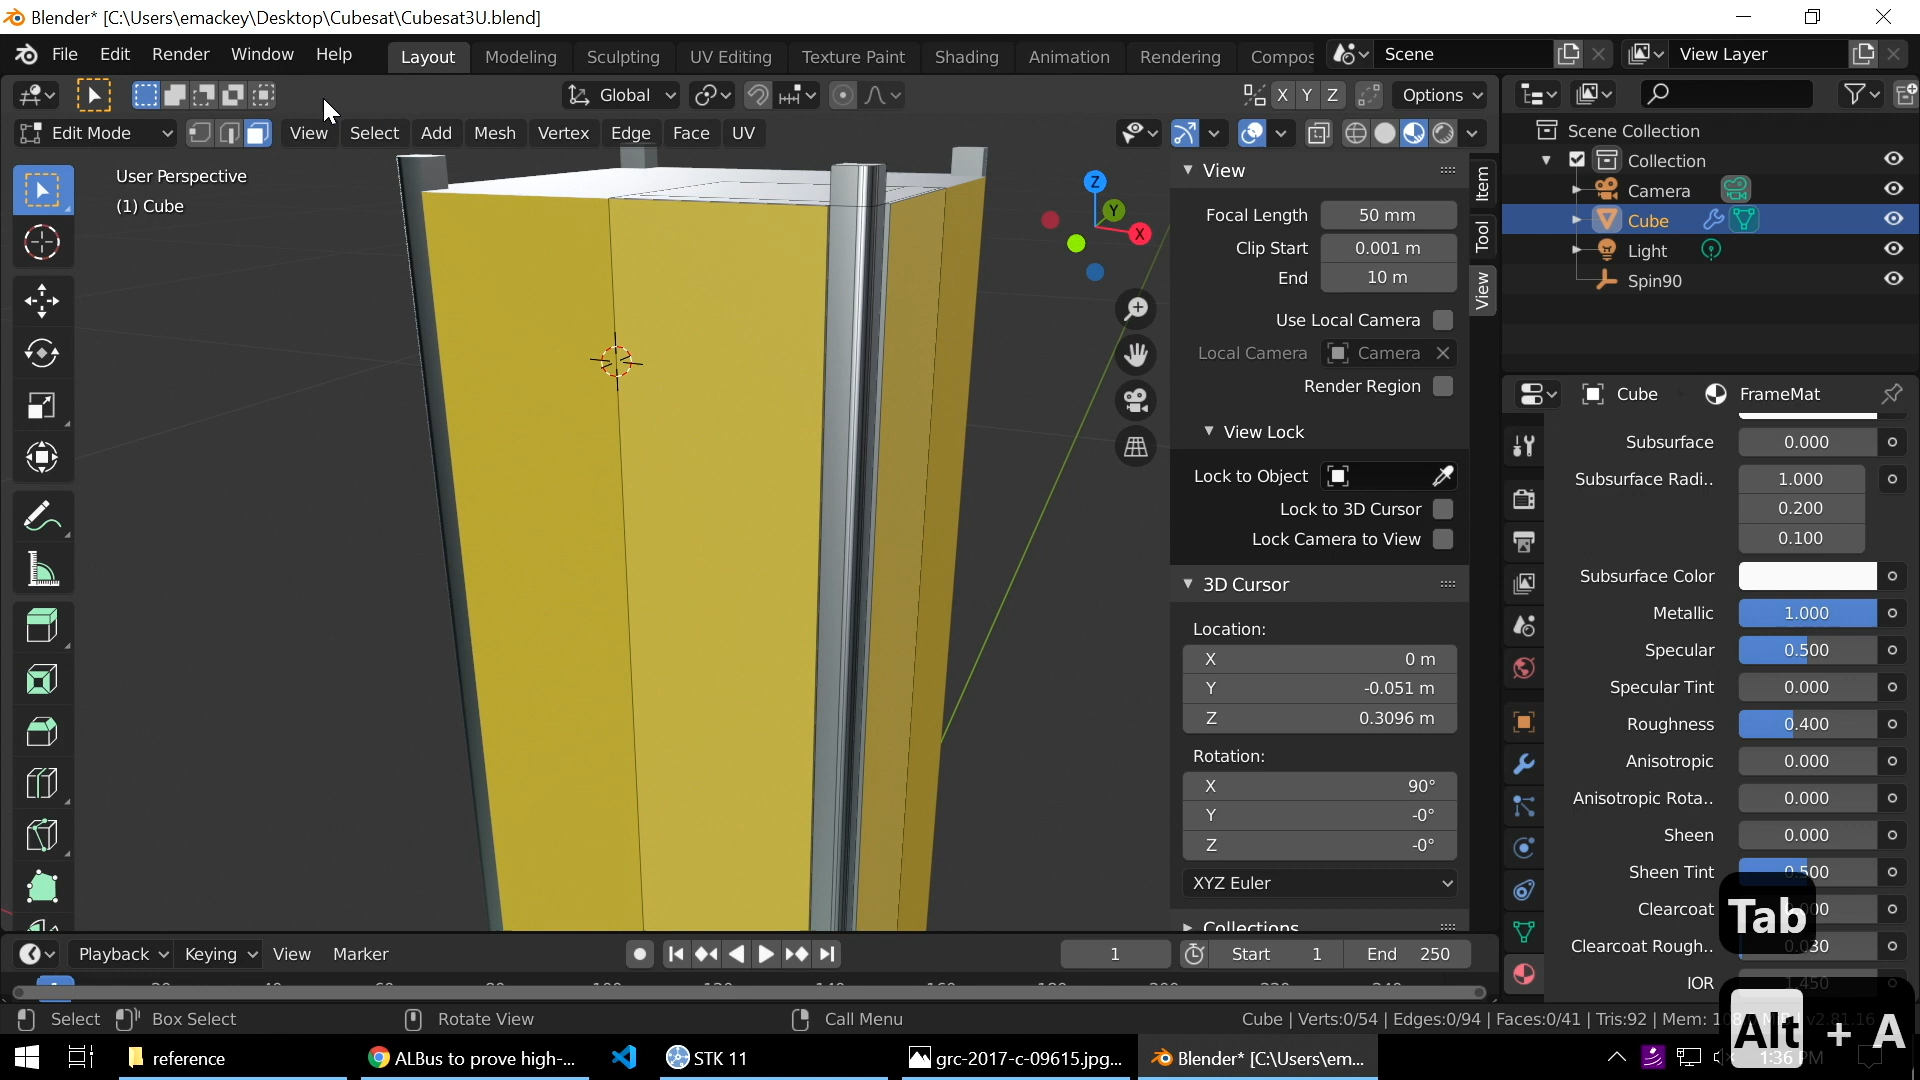 Blender* [C:\Users\emackey\Desktop\Cubesat\Cubesat3U.blend]
File Edit Render Window Help Layout Modeling Sculpting UV Editing Texture Paint Shading Animation Rendering Compos Scene View Layer
Global X Y Z Options
Edit Mode View Select Add Mesh Vertex Edge Face UV
User Perspective
(1) Cube
Z
Y
X
View
Focal Length 50 mm
Clip Start 0.001 m
End 10 m
Use Local Camera
Local Camera Camera
Render Region
View Lock
Lock to Object
Lock to 3D Cursor
Lock Camera to View
3D Cursor
Location:
X 0 m
Y -0.051 m
Z 0.3096 m
Rotation:
X 90°
Y -0°
Z -0°
XYZ Euler
Collections
Item
Tool
View
Scene Collection
Collection
Camera
Cube
Light
Spin90
Cube FrameMat
Subsurface 0.000
Subsurface Radi.. 1.000
0.200
0.100
Subsurface Color
Metallic 1.000
Specular 0.500
Specular Tint 0.000
Roughness 0.400
Anisotropic 0.000
Anisotropic Rota.. 0.000
Sheen 0.000
Sheen Tint 0.500
Clearcoat
Clearcoat Rough..
IOR 1.450
Tab
Alt + A
Playback Keying View Marker 1 Start 1 End 250
Select Box Select Rotate View Call Menu Cube | Verts:0/54 | Edges:0/94 | Faces:0/41 | Tris:92 | Mem:
reference ALBus to prove high-... STK 11 grc-2017-c-09615.jpg... Blender* [C:\Users\em... 1:36 PM